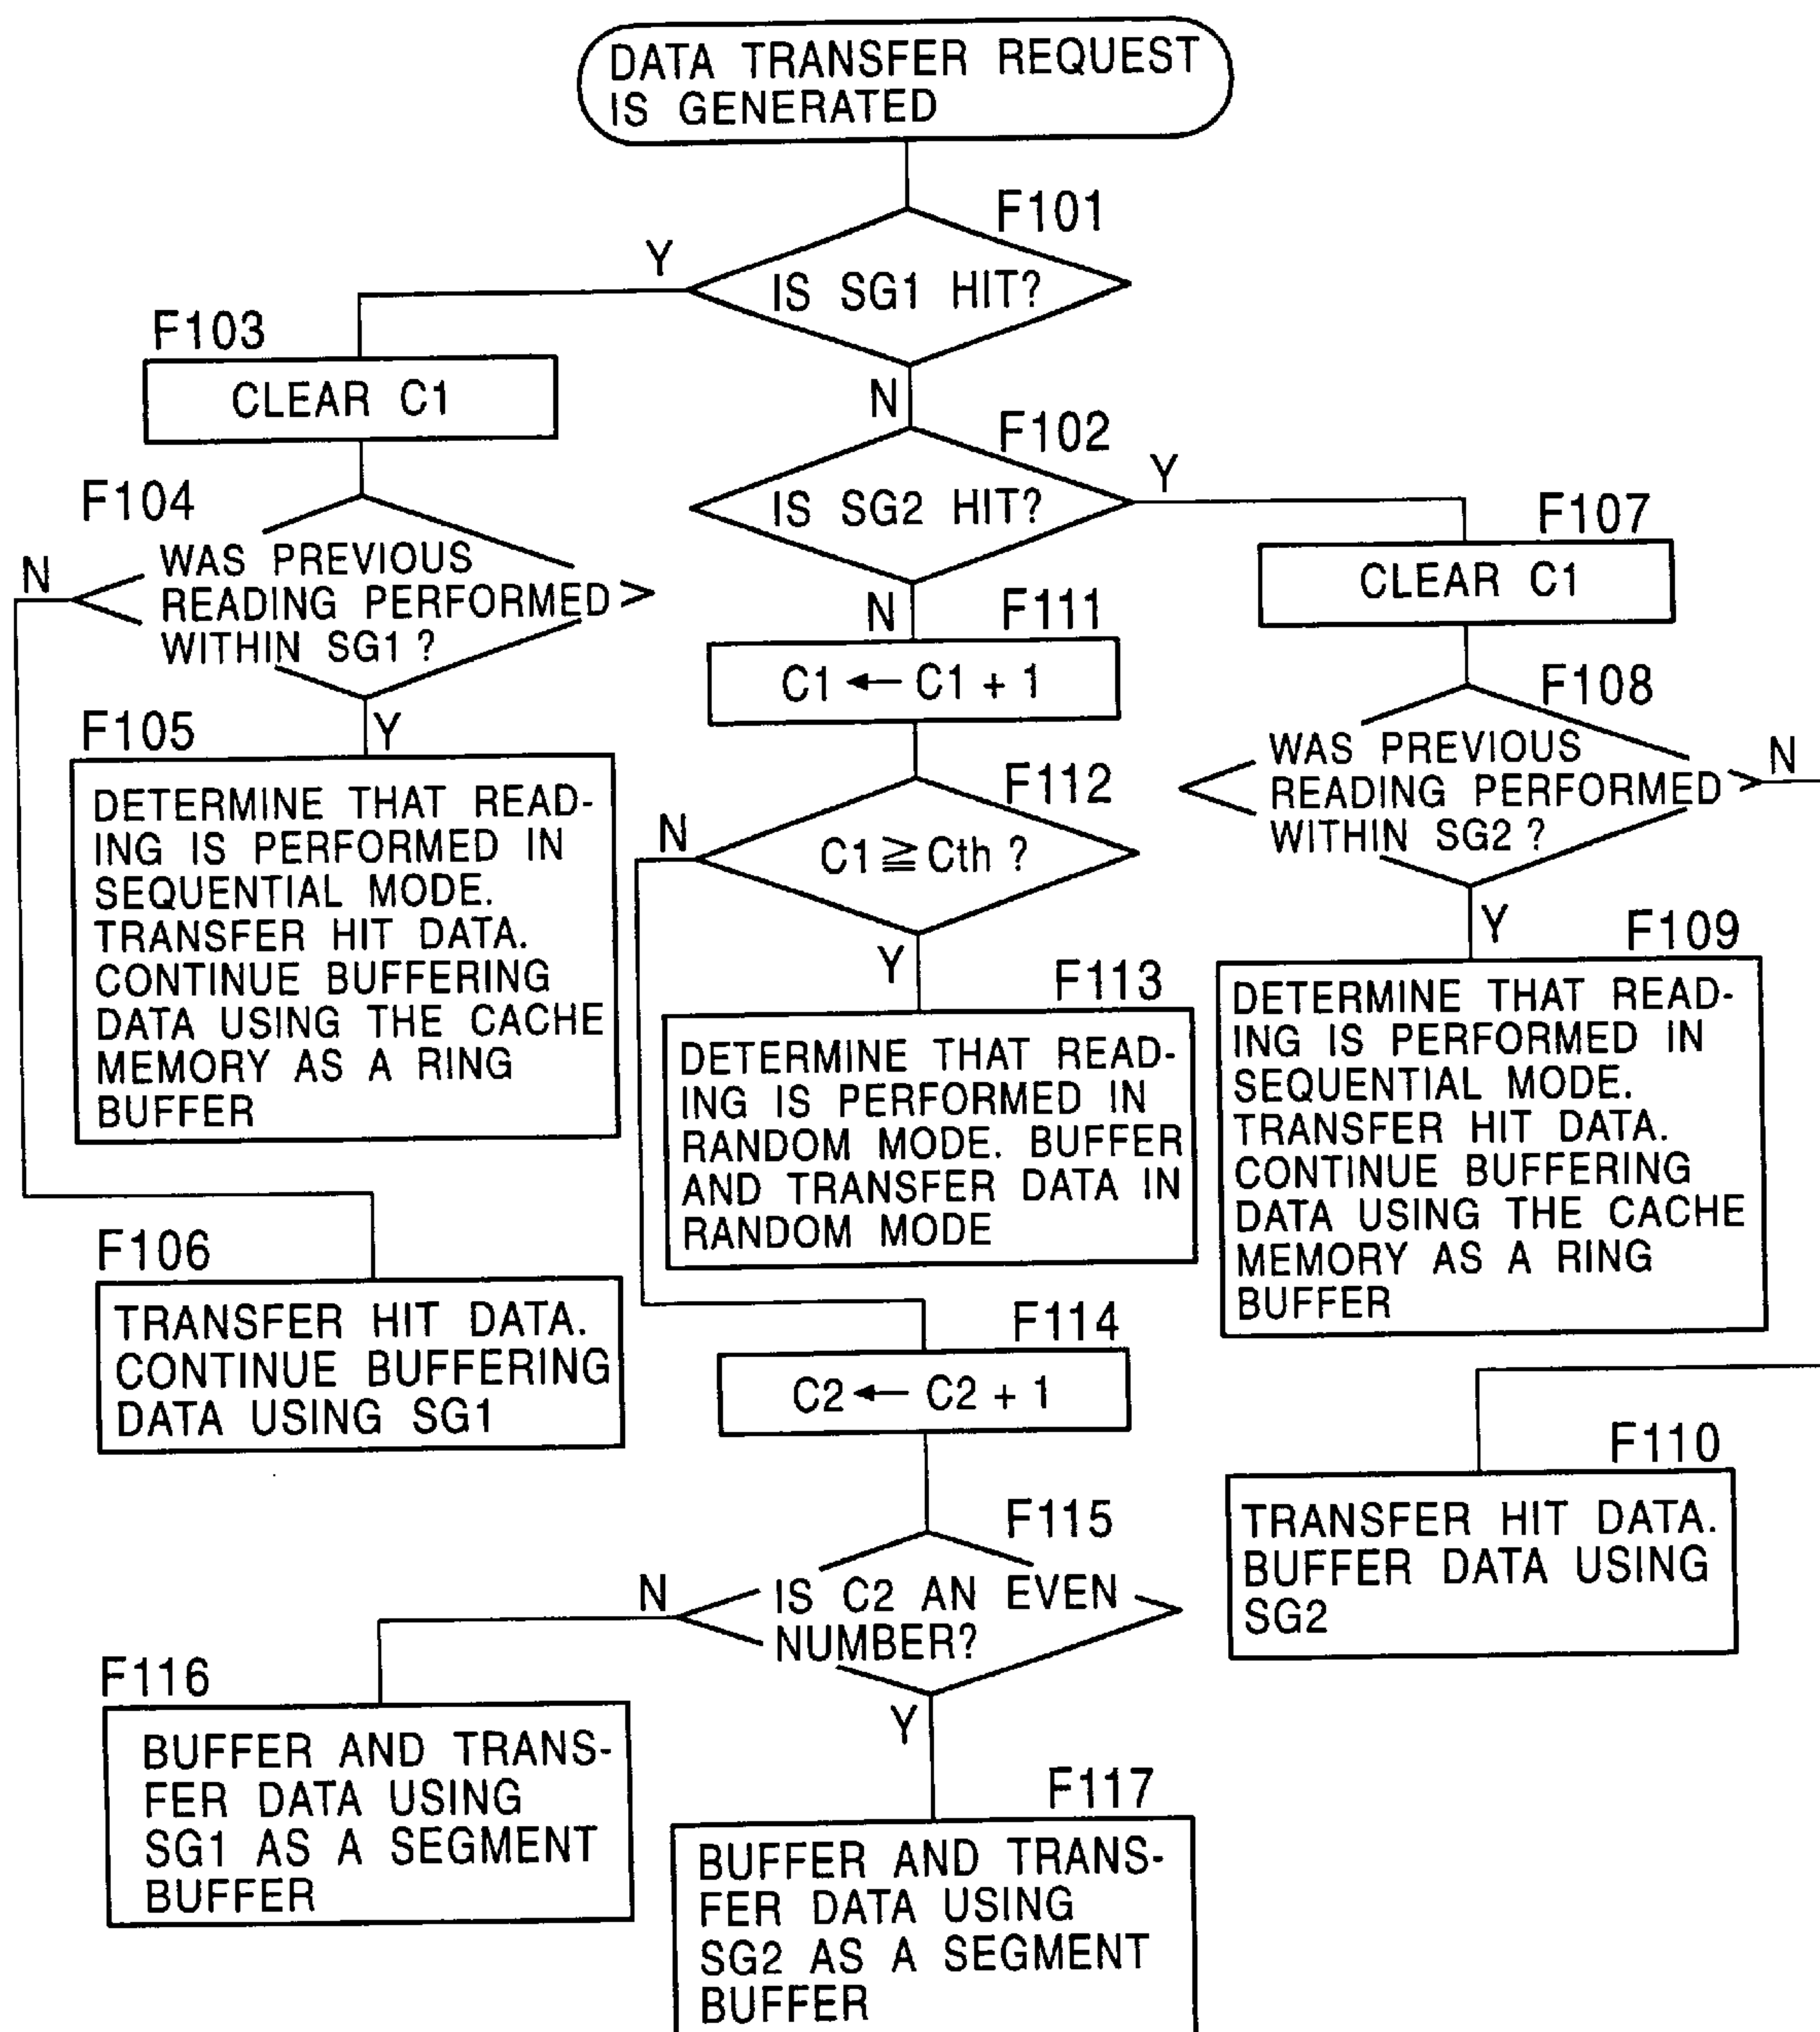 DATA TRANSFER REQUEST
IS GENERATED
F101
Y
IS SG1 HIT?
N
F103
CLEAR C1
F102
Y
IS SG2 HIT?
N
F104
N
WAS PREVIOUS
READING PERFORMED
WITHIN SG1 ?
Y
F107
CLEAR C1
F111
C1 ← C1 + 1
F108
WAS PREVIOUS
READING PERFORMED
WITHIN SG2 ?
N
Y
F105
DETERMINE THAT READ-
ING IS PERFORMED IN
SEQUENTIAL MODE.
TRANSFER HIT DATA.
CONTINUE BUFFERING
DATA USING THE CACHE
MEMORY AS A RING
BUFFER
F112
N
C1 ≧ Cth ?
Y
F113
DETERMINE THAT READ-
ING IS PERFORMED IN
RANDOM MODE. BUFFER
AND TRANSFER DATA IN
RANDOM MODE
F109
DETERMINE THAT READ-
ING IS PERFORMED IN
SEQUENTIAL MODE.
TRANSFER HIT DATA.
CONTINUE BUFFERING
DATA USING THE CACHE
MEMORY AS A RING
BUFFER
F106
TRANSFER HIT DATA.
CONTINUE BUFFERING
DATA USING SG1
F114
C2 ← C2 + 1
F110
TRANSFER HIT DATA.
BUFFER DATA USING
SG2
F115
N
IS C2 AN EVEN
NUMBER?
Y
F116
BUFFER AND TRANS-
FER DATA USING
SG1 AS A SEGMENT
BUFFER
F117
BUFFER AND TRANS-
FER DATA USING
SG2 AS A SEGMENT
BUFFER